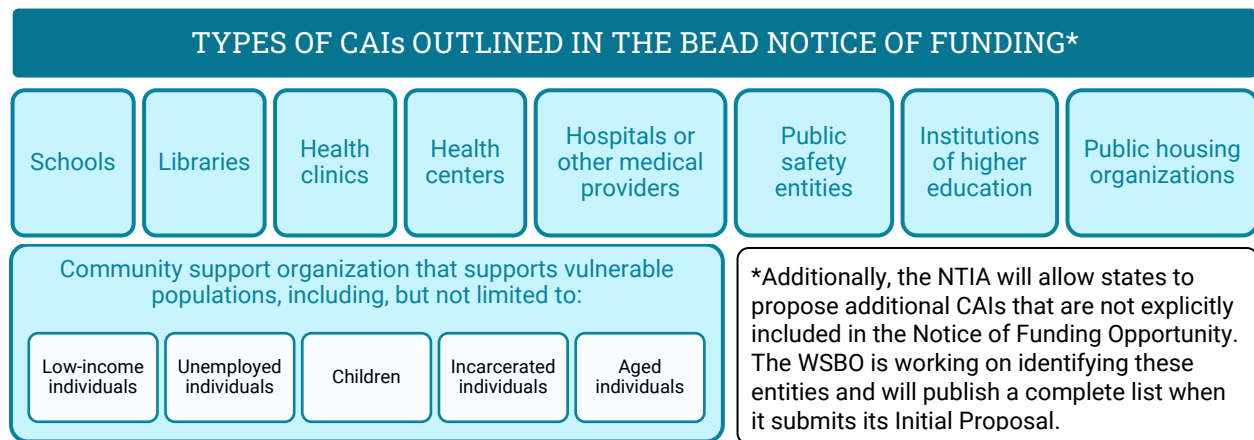 TYPES OF CAIs OUTLINED IN THE BEAD NOTICE OF FUNDING*
Schools
Libraries
Health
clinics
Health
centers
Hospitals or
other medical
providers
Public
safety
entities
Institutions
of higher
education
Public housing
organizations
Community support organization that supports vulnerable
populations, including, but not limited to:
Low-income
individuals
Unemployed
individuals
Children
Incarcerated
individuals
Aged
individuals
*Additionally, the NTIA will allow states to
propose additional CAIs that are not explicitly
included in the Notice of Funding Opportunity.
The WSBO is working on identifying these
entities and will publish a complete list when
it submits its Initial Proposal.